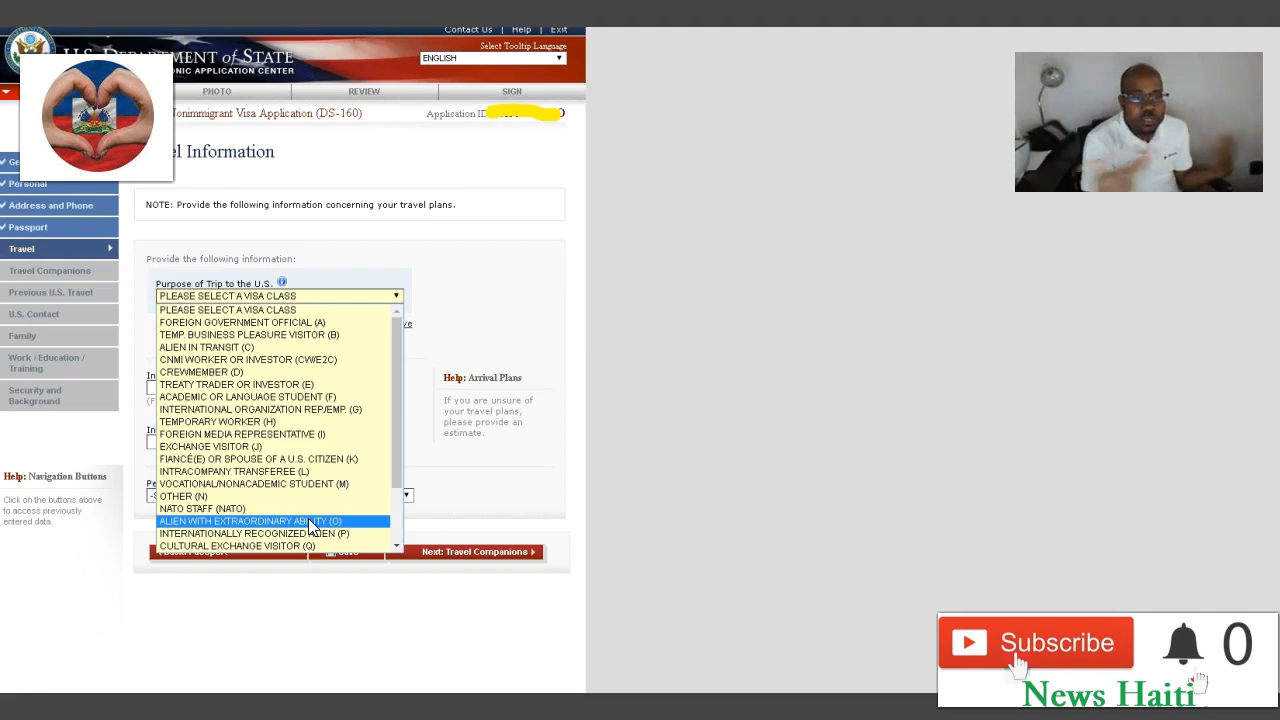 Contact Us | Help | Exit
Select Tooltip Language
U.S. DEPARTMENT of STATE
ENGLISH
ONIC APPLICATION CENTER
PHOTO REVIEW SIGN
Nonimmigrant Visa Application (DS-160)
Application ID
el Information
Ge
Personal
NOTE: Provide the following information concerning your travel plans.
Address and Phone
Passport
Travel
Travel Companions
Previous U.S. Travel
U.S. Contact
Family
Work / Education /
Training
Security and
Background
Provide the following information:
Purpose of Trip to the U.S.
PLEASE SELECT A VISA CLASS
PLEASE SELECT A VISA CLASS
FOREIGN GOVERNMENT OFFICIAL (A)
TEMP. BUSINESS PLEASURE VISITOR (B)
ALIEN IN TRANSIT (C)
CNMI WORKER OR INVESTOR (CW/E2C)
CREWMEMBER (D)
TREATY TRADER OR INVESTOR (E)
ACADEMIC OR LANGUAGE STUDENT (F)
INTERNATIONAL ORGANIZATION REP./EMP. (G)
TEMPORARY WORKER (H)
FOREIGN MEDIA REPRESENTATIVE (I)
EXCHANGE VISITOR (J)
FIANCÉ(E) OR SPOUSE OF A U.S. CITIZEN (K)
INTRACOMPANY TRANSFEREE (L)
VOCATIONAL/NONACADEMIC STUDENT (M)
OTHER (N)
NATO STAFF (NATO)
ALIEN WITH EXTRAORDINARY ABILITY (O)
INTERNATIONALLY RECOGNIZED ALIEN (P)
CULTURAL EXCHANGE VISITOR (Q)
Help: Arrival Plans
If you are unsure of
your travel plans,
please provide an
estimate.
Help: Navigation Buttons
Click on the buttons above
to access previously
entered data.
Next: Travel Companions
Subscribe 0
News Haiti